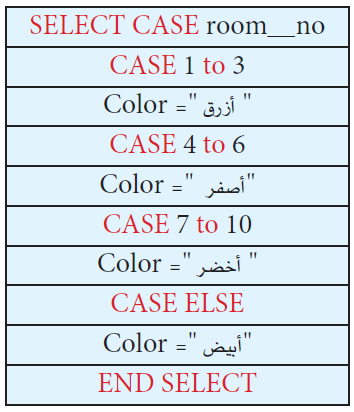 SELECT CASE room__no
CASE 1 to 3
Color =" أزرق "
CASE 4 to 6
Color =" أصفر"
CASE 7 to 10
Color =" أخضر "
CASE ELSE
Color =" أبيض"
END SELECT